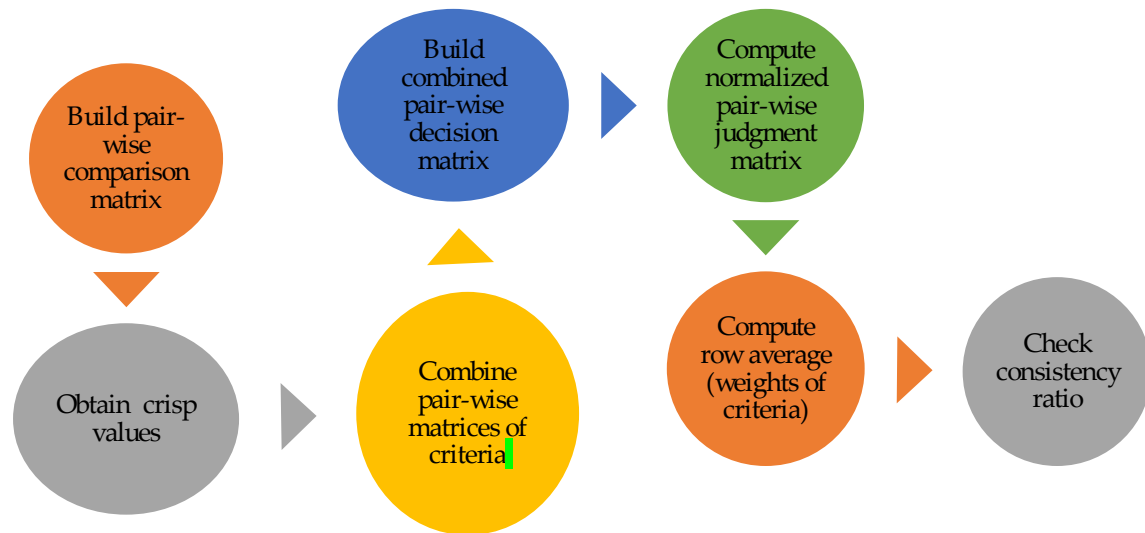 Build pair-
wise
comparison
matrix
Obtain crisp
values
Combine
pair-wise
matrices of
criteria
Build
combined
pair-wise
decision
matrix
Compute
normalized
pair-wise
judgment
matrix
Compute
row average
(weights of
criteria)
Check
consistency
ratio